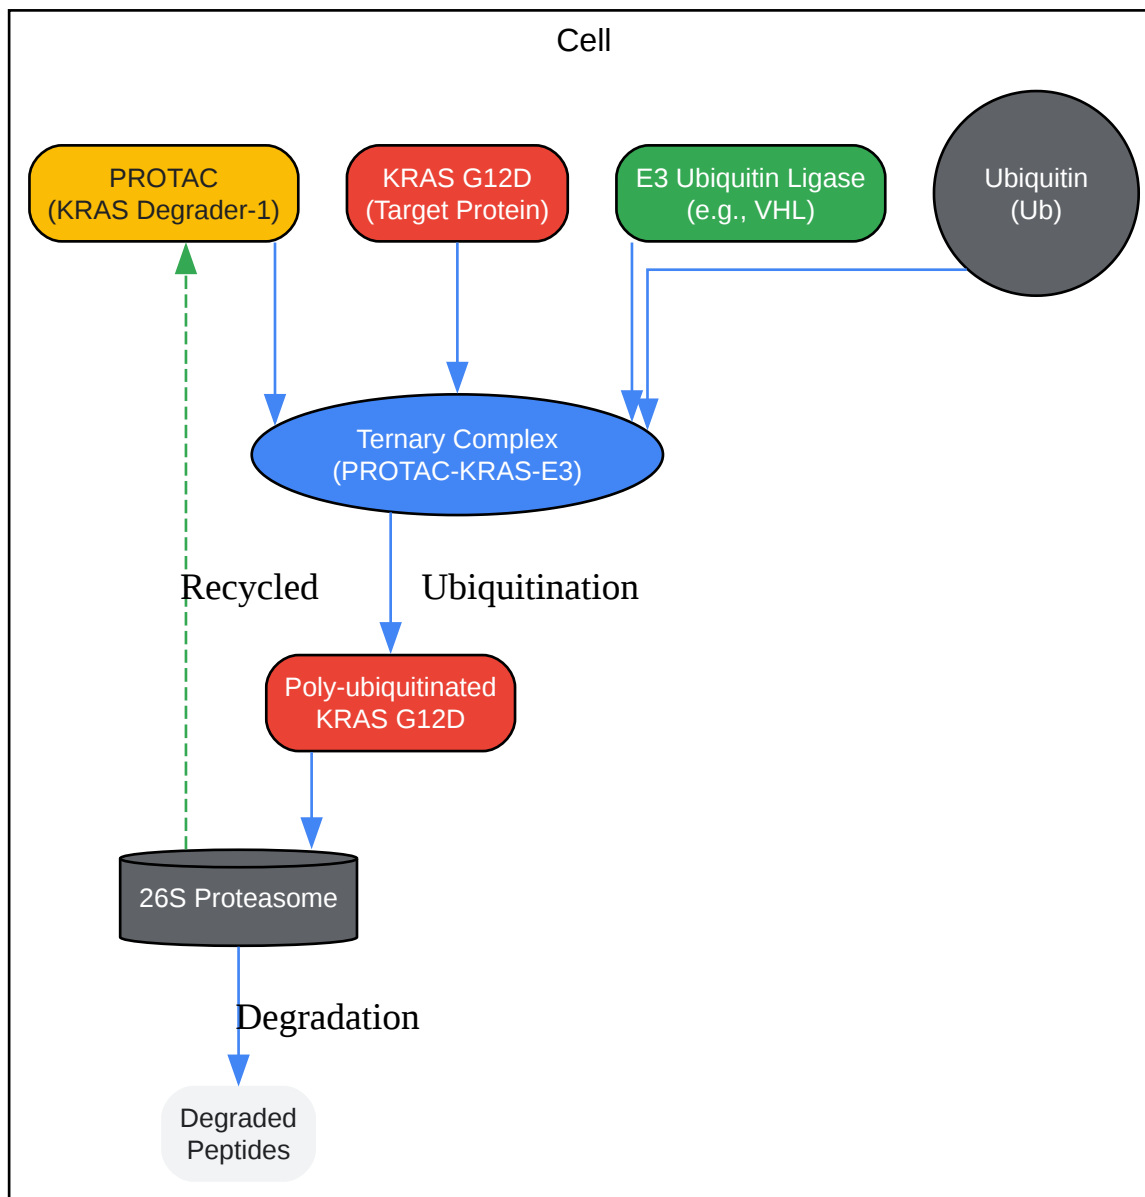 Cell
PROTAC
(KRAS Degrader-1)
KRAS G12D
(Target Protein)
E3 Ubiquitin Ligase
(e.g., VHL)
Ubiquitin
(Ub)
Ternary Complex
(PROTAC-KRAS-E3)
Recycled
Ubiquitination
Poly-ubiquitinated
KRAS G12D
26S Proteasome
Degradation
Degraded
Peptides